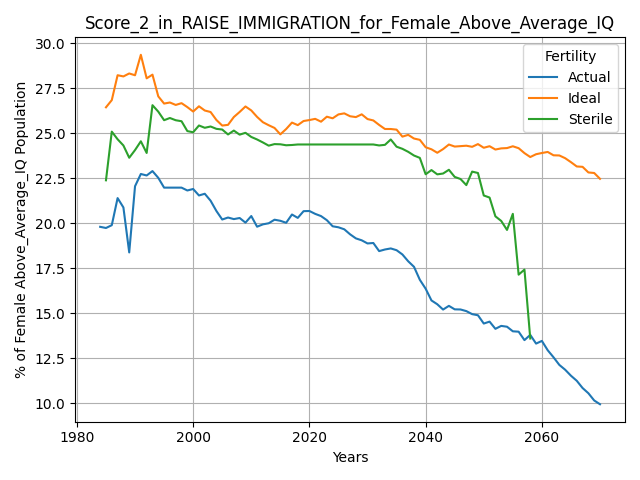 Score_2_in_RAISE_IMMIGRATION_for_Female_Above_Average_IQ
% of Female Above_Average_IQ Population
30.0
27.5
25.0
22.5
20.0
17.5
15.0
12.5
10.0
Fertility
Actual
Ideal
Sterile
1980
2000
2020
2040
2060
Years